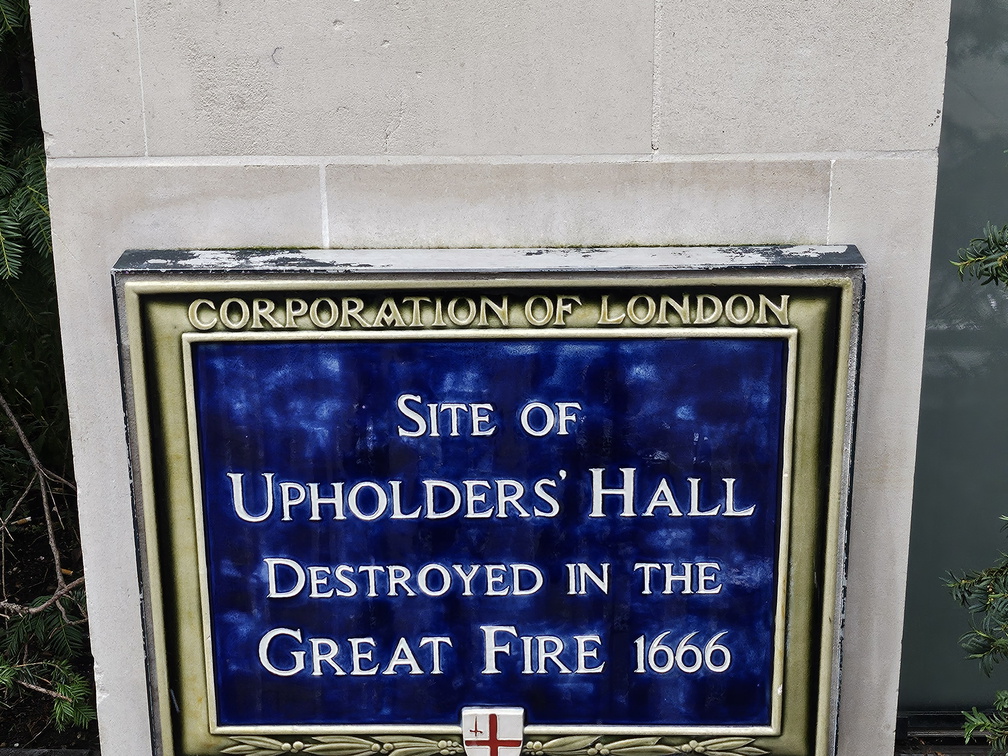 CORPORATION OF LONDON
SITE OF
UPHOLDERS' HALL
DESTROYED IN THE
GREAT FIRE 1666